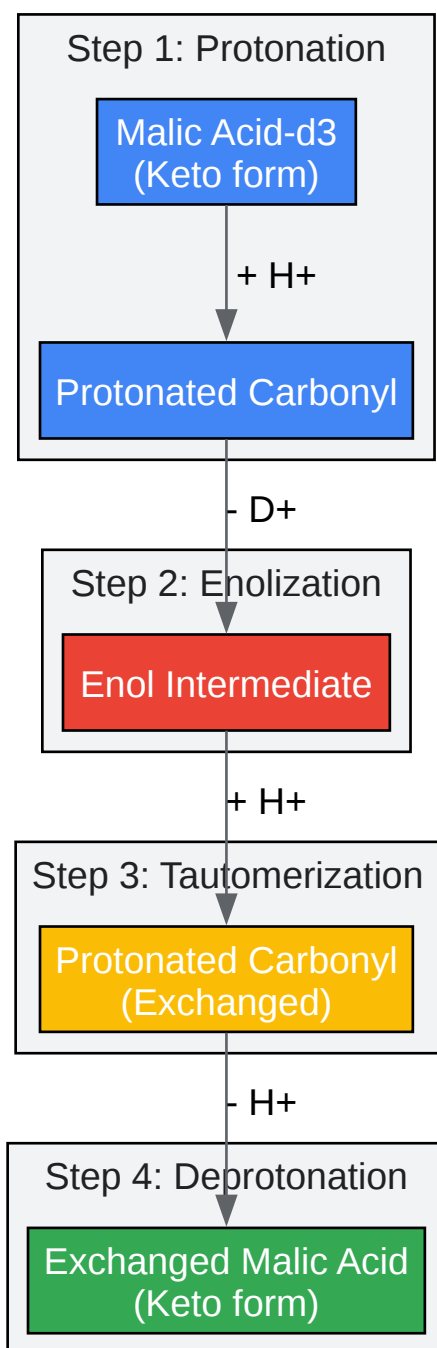 Step 1: Protonation
Malic Acid-d3
(Keto form)
+ H+
Protonated Carbonyl
- D+
Step 2: Enolization
Enol Intermediate
+ H+
Step 3: Tautomerization
Protonated Carbonyl
(Exchanged)
- H+
Step 4: Deprotonation
Exchanged Malic Acid
(Keto form)